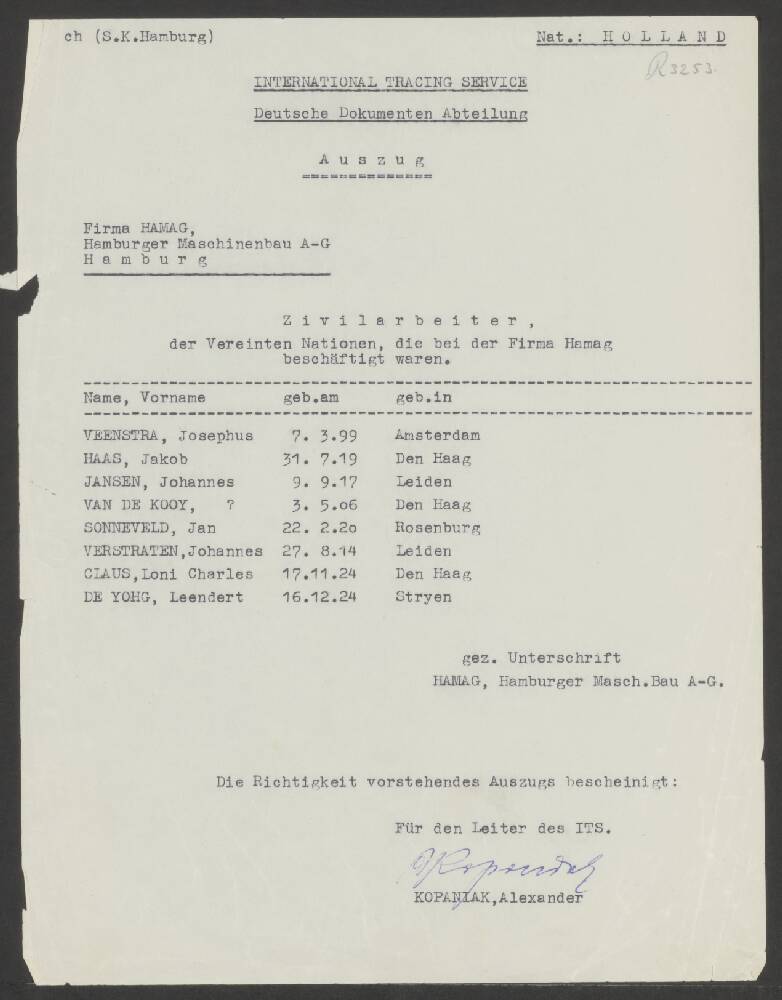 ch (S.K.Hamburg)
Nat.: H O L L A N D
R3253.
INTERNATIONAL TRACING SERVICE
Deutsche Dokumenten Abteilung
A u s z u g
Firma HAMAG,
Hamburger Maschinenbau A-G
H a m b u r g
Z i v i l a r b e i t e r ,
der Vereinten Nationen, die bei der Firma Hamag
beschäftigt waren.
Name, Vorname geb.am geb.in
VEENSTRA, Josephus 7. 3.99 Amsterdam
HAAS, Jakob 31. 7.19 Den Haag
JANSEN, Johannes 9. 9.17 Leiden
VAN DE KOOY, ? 3. 5.o6 Den Haag
SONNEVELD, Jan 22. 2.2o Rosenburg
VERSTRATEN,Johannes 27. 8.14 Leiden
CLAUS,Loni Charles 17.11.24 Den Haag
DE YOHG, Leendert 16.12.24 Stryen
gez. Unterschrift
HAMAG, Hamburger Masch.Bau A-G.
Die Richtigkeit vorstehendes Auszugs bescheinigt:
Für den Leiter des ITS.
KOPANIAK,Alexander